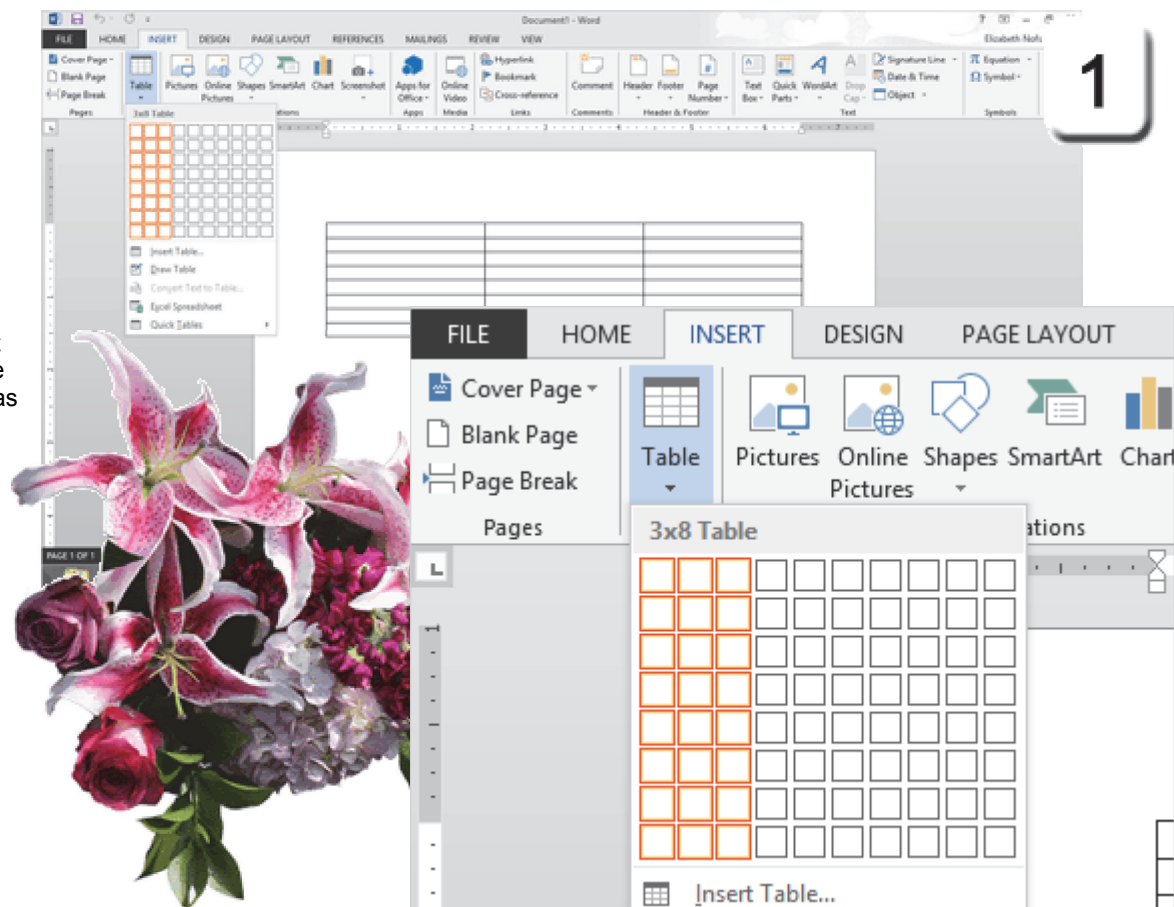 Document1 - Word
FILE HOME INSERT DESIGN PAGE LAYOUT REFERENCES MAILINGS REVIEW VIEW
Elizabeth
Cover Page
Blank Page
Page Break
Pages
Table
Pictures
Online Pictures
Shapes
SmartArt
Chart
Screenshot
Apps for Office
Apps
Online Video
Media
Hyperlink
Bookmark
Cross-reference
Links
Comment
Comments
Header
Footer
Page Number
Header & Footer
Text Box
Quick Parts
WordArt
Drop Cap
Signature Line
Date & Time
Object
Text
Equation
Symbol
Symbols
1
3x8 Table
Insert Table...
Draw Table
Convert Text to Table...
Excel Spreadsheet
Quick Tables
as
PAGE 1 OF 1
FILE HOME INSERT DESIGN PAGE LAYOUT
Cover Page
Blank Page
Page Break
Pages
Table
Pictures
Online
Pictures
Shapes
SmartArt
Chart
ations
3x8 Table
Insert Table...